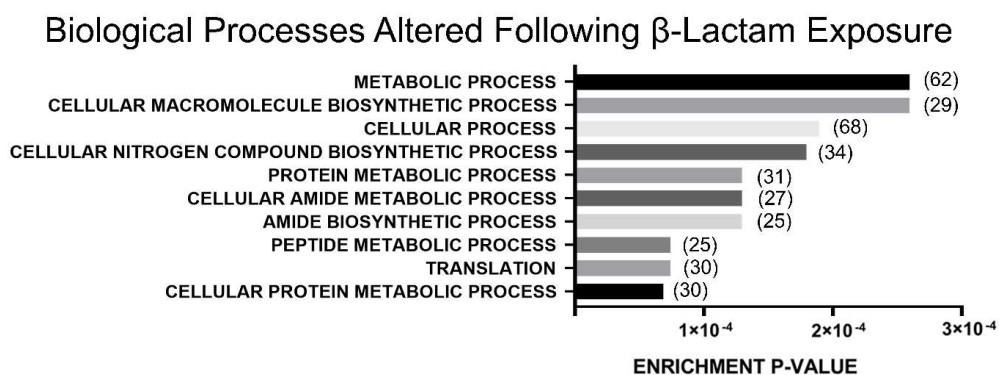 Biological Processes Altered Following β-Lactam Exposure
METABOLIC PROCESS (62)
CELLULAR MACROMOLECULE BIOSYNTHETIC PROCESS (29)
CELLULAR PROCESS (68)
CELLULAR NITROGEN COMPOUND BIOSYNTHETIC PROCESS (34)
PROTEIN METABOLIC PROCESS (31)
CELLULAR AMIDE METABOLIC PROCESS (27)
AMIDE BIOSYNTHETIC PROCESS (25)
PEPTIDE METABOLIC PROCESS (25)
TRANSLATION (30)
CELLULAR PROTEIN METABOLIC PROCESS (30)
1×10⁻⁴ 2×10⁻⁴ 3×10⁻⁴
ENRICHMENT P-VALUE